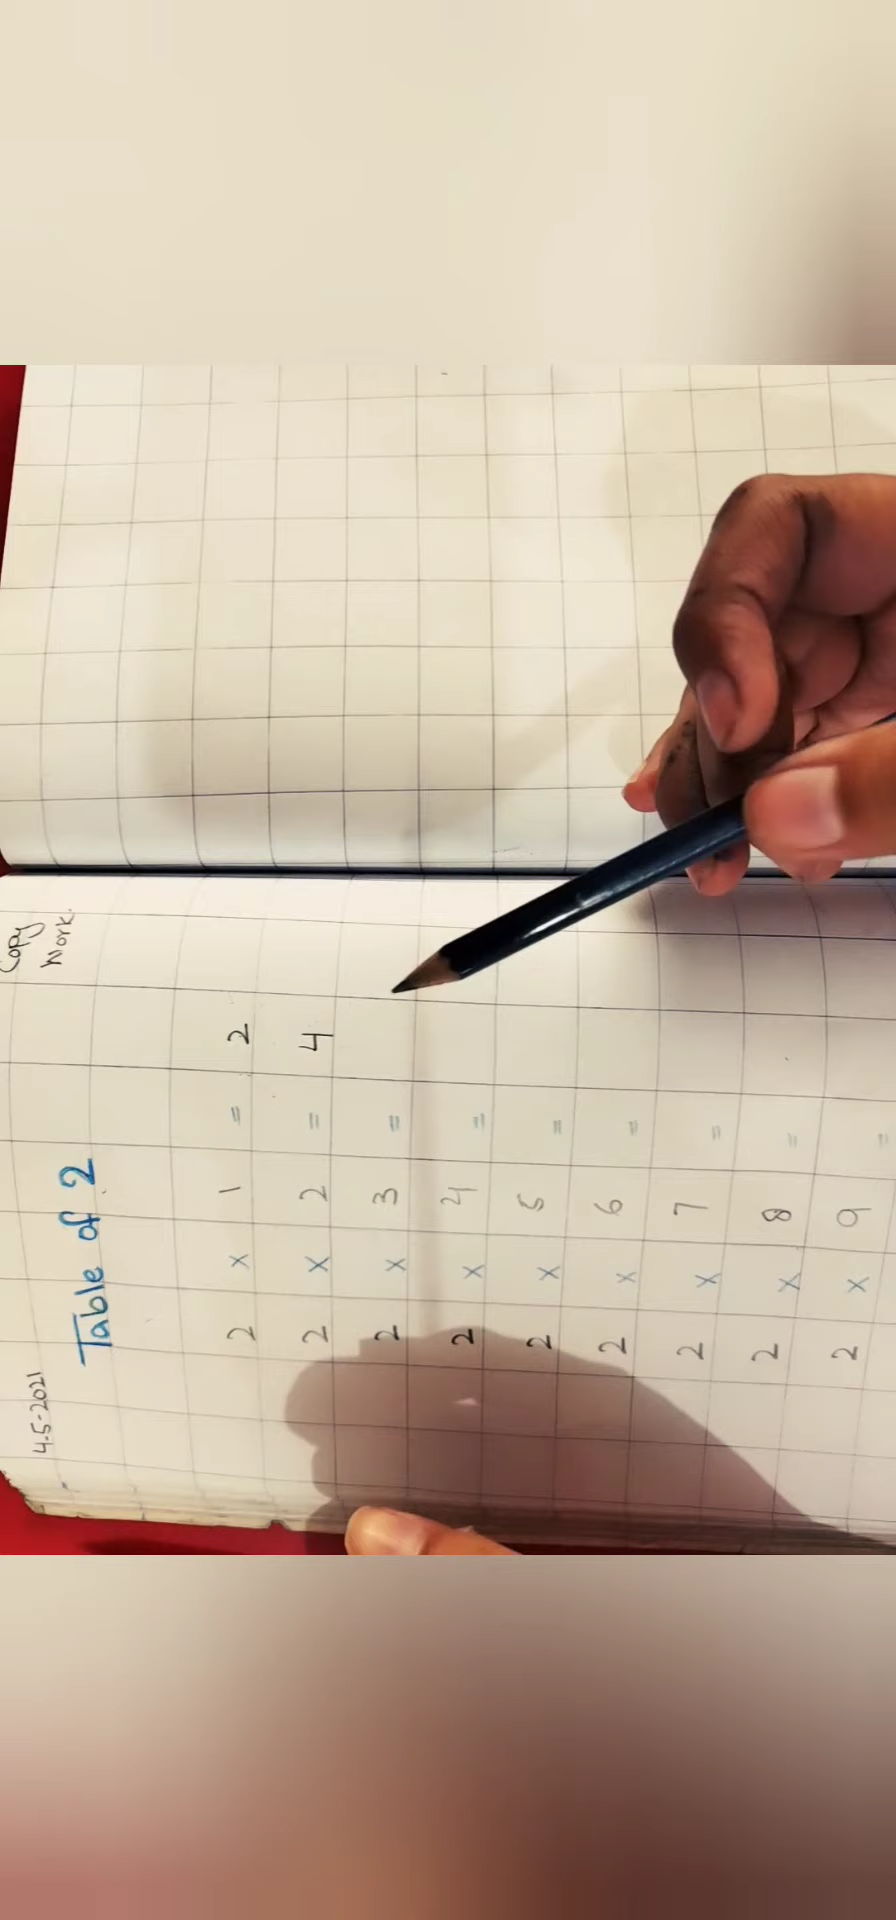 Copy
Work.
4.5-2021
Table of 2
2 x 1 = 2
2 x 2 = 4
2 x 3 =
2 x 4 =
2 x 5 =
2 x 6 =
2 x 7 =
2 x 8 =
2 x 9 =